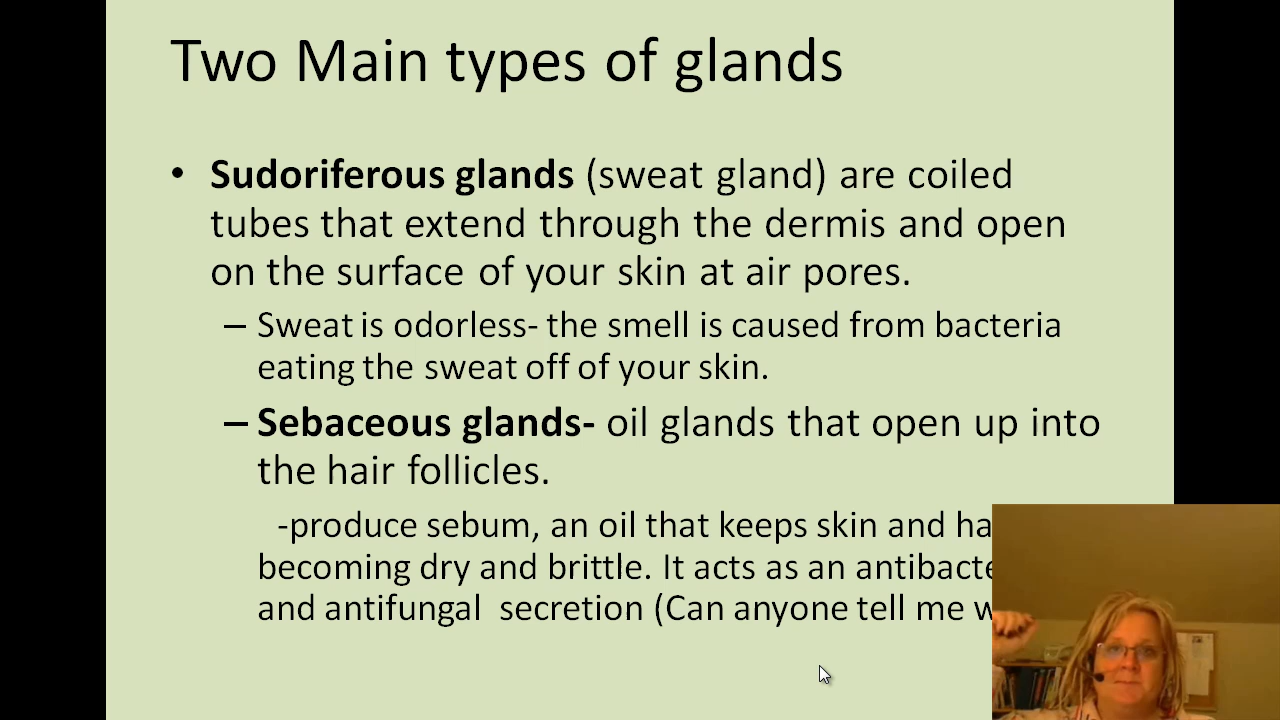 Two Main types of glands
• Sudoriferous glands (sweat gland) are coiled
tubes that extend through the dermis and open
on the surface of your skin at air pores.
– Sweat is odorless- the smell is caused from bacteria
eating the sweat off of your skin.
– Sebaceous glands- oil glands that open up into
the hair follicles.
-produce sebum, an oil that keeps skin and
becoming dry and brittle. It acts as an
and antifungal secretion (Can anyone tell me